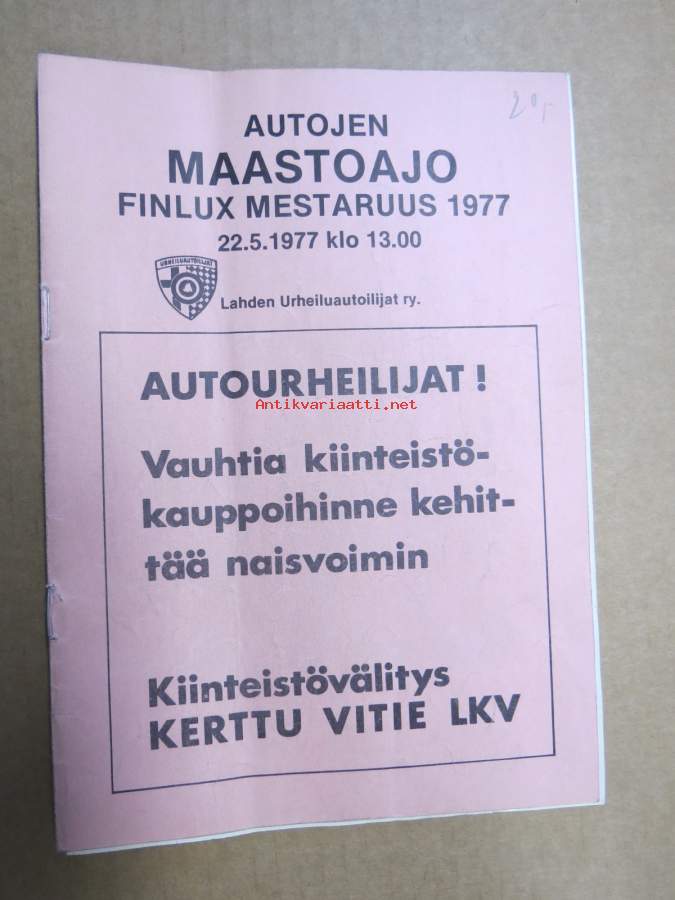 20,-
AUTOJEN
MAASTOAJO
FINLUX MESTARUUS 1977
22.5.1977 klo 13.00
URHEILUAUTOILIJAT
Lahden Urheiluautoilijat ry.
AUTOURHEILIJAT!
Antikvariaatti.net
Vauhtia kiinteistö-
kauppoihinne kehit-
tää naisvoimin
Kiinteistövälitys
KERTTU VITIE LKV